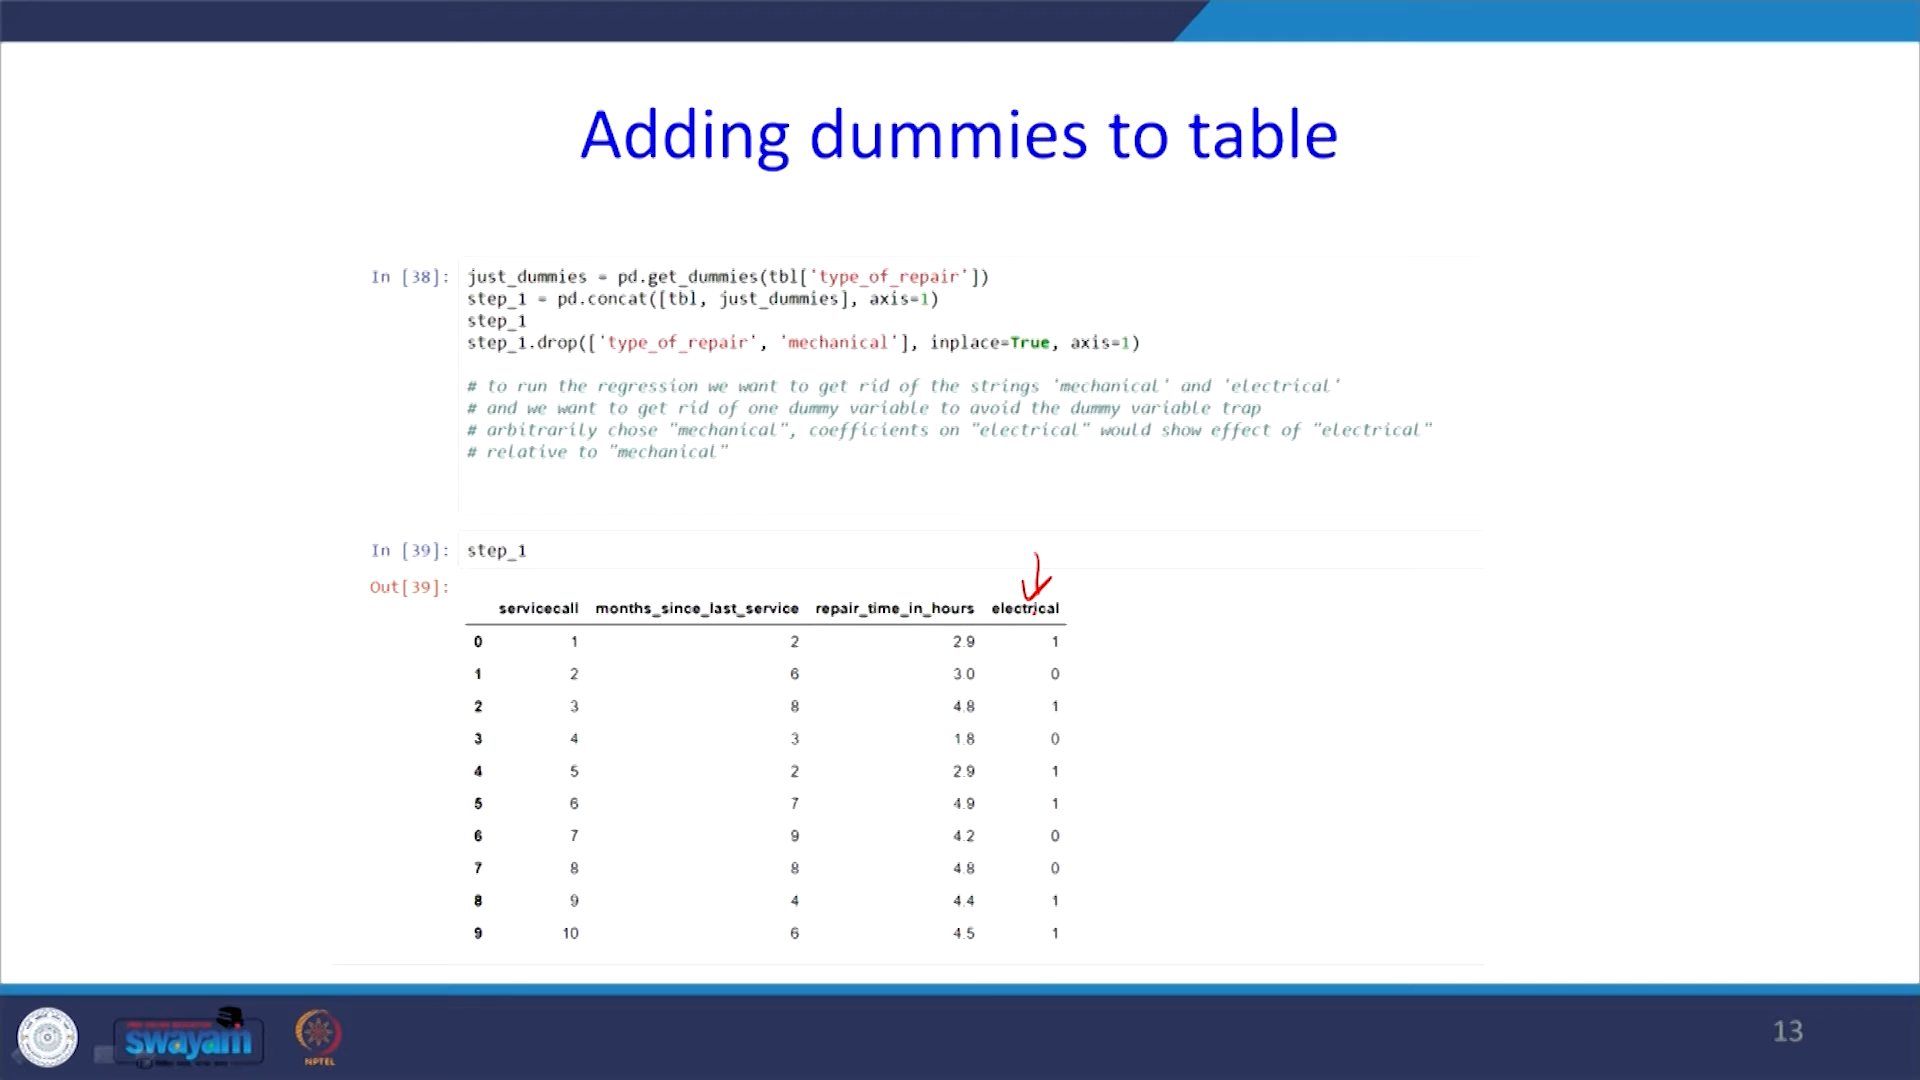 Adding dummies to table
In [38]: just_dummies = pd.get_dummies(tbl['type_of_repair'])
step_1 = pd.concat([tbl, just_dummies], axis=1)
step_1
step_1.drop(['type_of_repair', 'mechanical'], inplace=True, axis=1)
# to run the regression we want to get rid of the strings 'mechanical' and 'electrical'
# and we want to get rid of one dummy variable to avoid the dummy variable trap
# arbitrarily chose "mechanical", coefficients on "electrical" would show effect of "electrical"
# relative to "mechanical"
In [39]: step_1
Out[39]:
servicecall months_since_last_service repair_time_in_hours electrical
0 1 2 2.9 1
1 2 6 3.0 0
2 3 8 4.8 1
3 4 3 1.8 0
4 5 2 2.9 1
5 6 7 4.9 1
6 7 9 4.2 0
7 8 8 4.8 0
8 9 4 4.4 1
9 10 6 4.5 1
swayam
NPTEL
13